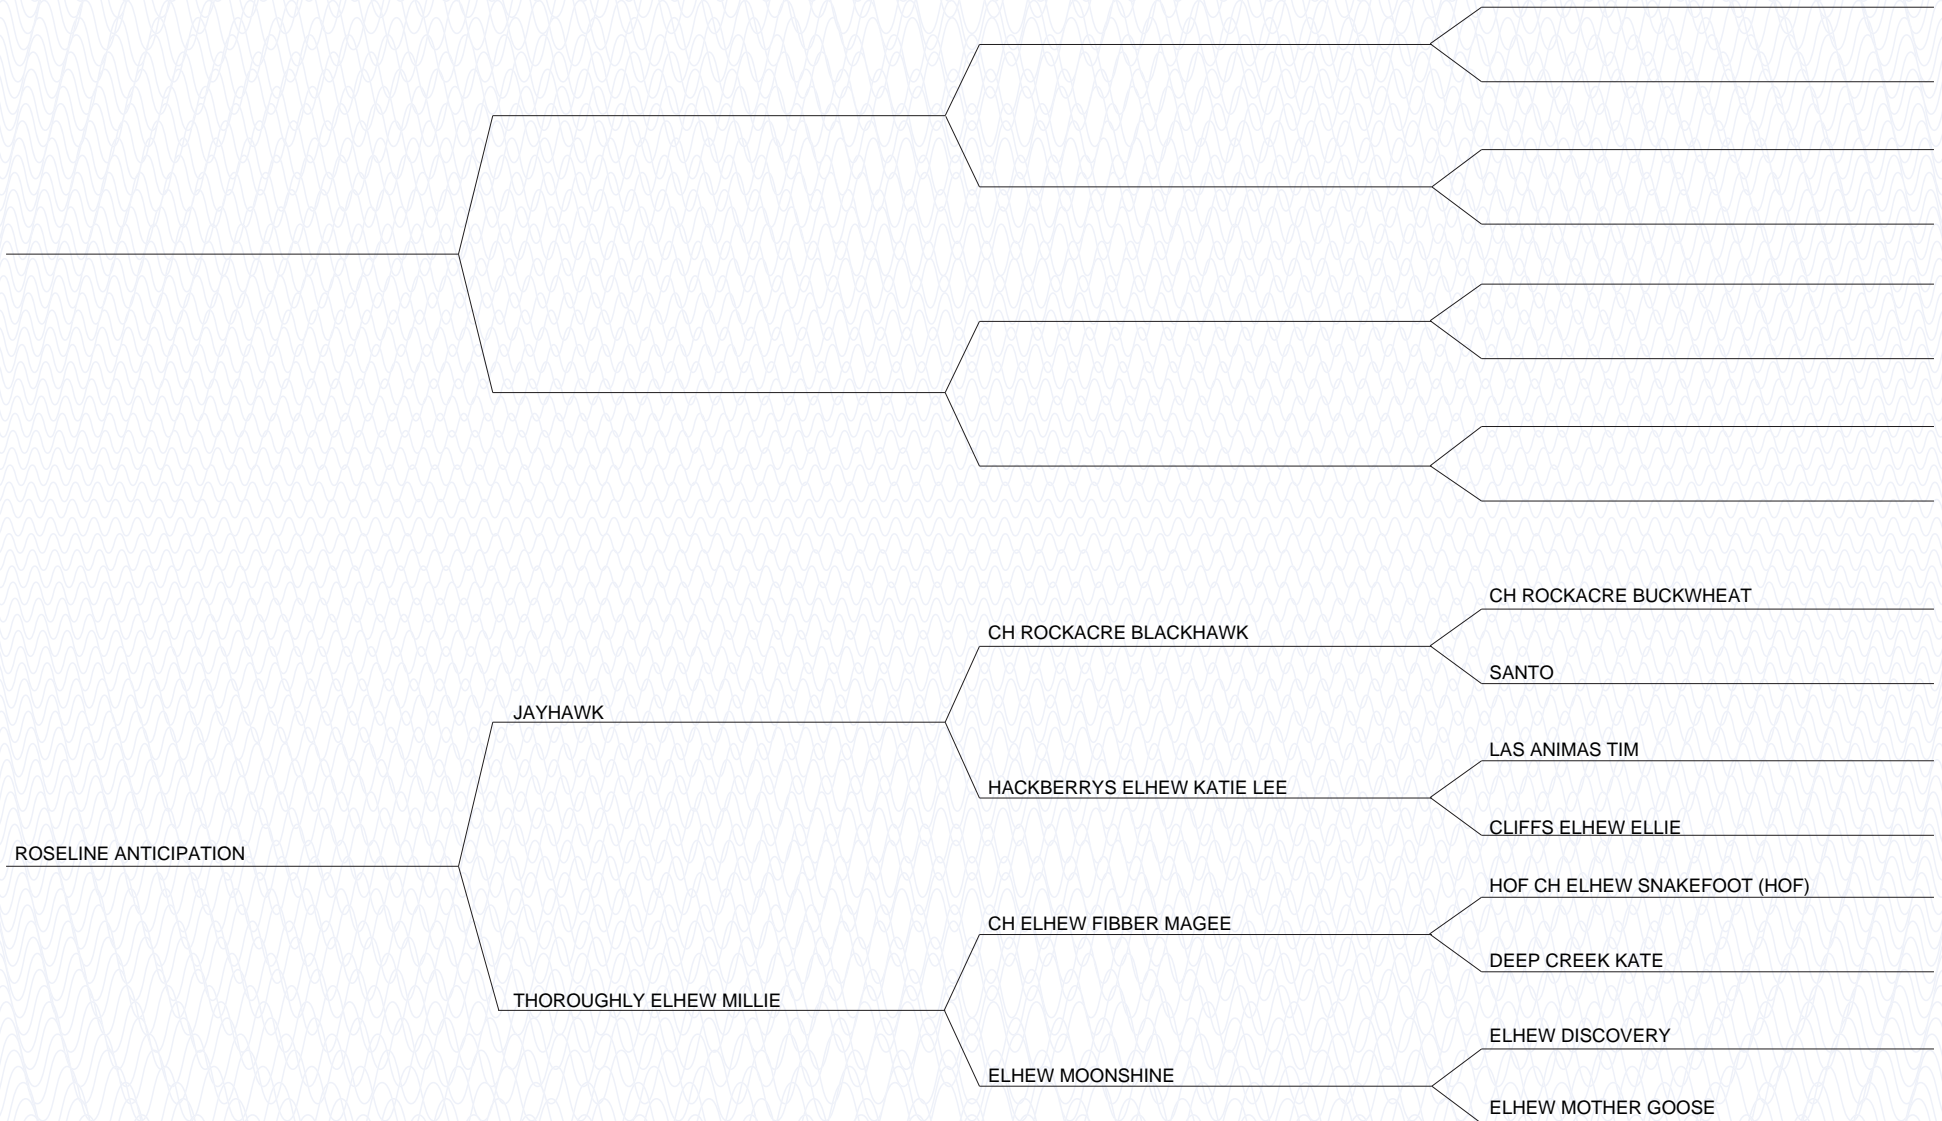 CH ROCKACRE BUCKWHEAT
CH ROCKACRE BLACKHAWK
SANTO
JAYHAWK
LAS ANIMAS TIM
HACKBERRYS ELHEW KATIE LEE
CLIFFS ELHEW ELLIE
ROSELINE ANTICIPATION
HOF CH ELHEW SNAKEFOOT (HOF)
CH ELHEW FIBBER MAGEE
DEEP CREEK KATE
THOROUGHLY ELHEW MILLIE
ELHEW DISCOVERY
ELHEW MOONSHINE
ELHEW MOTHER GOOSE